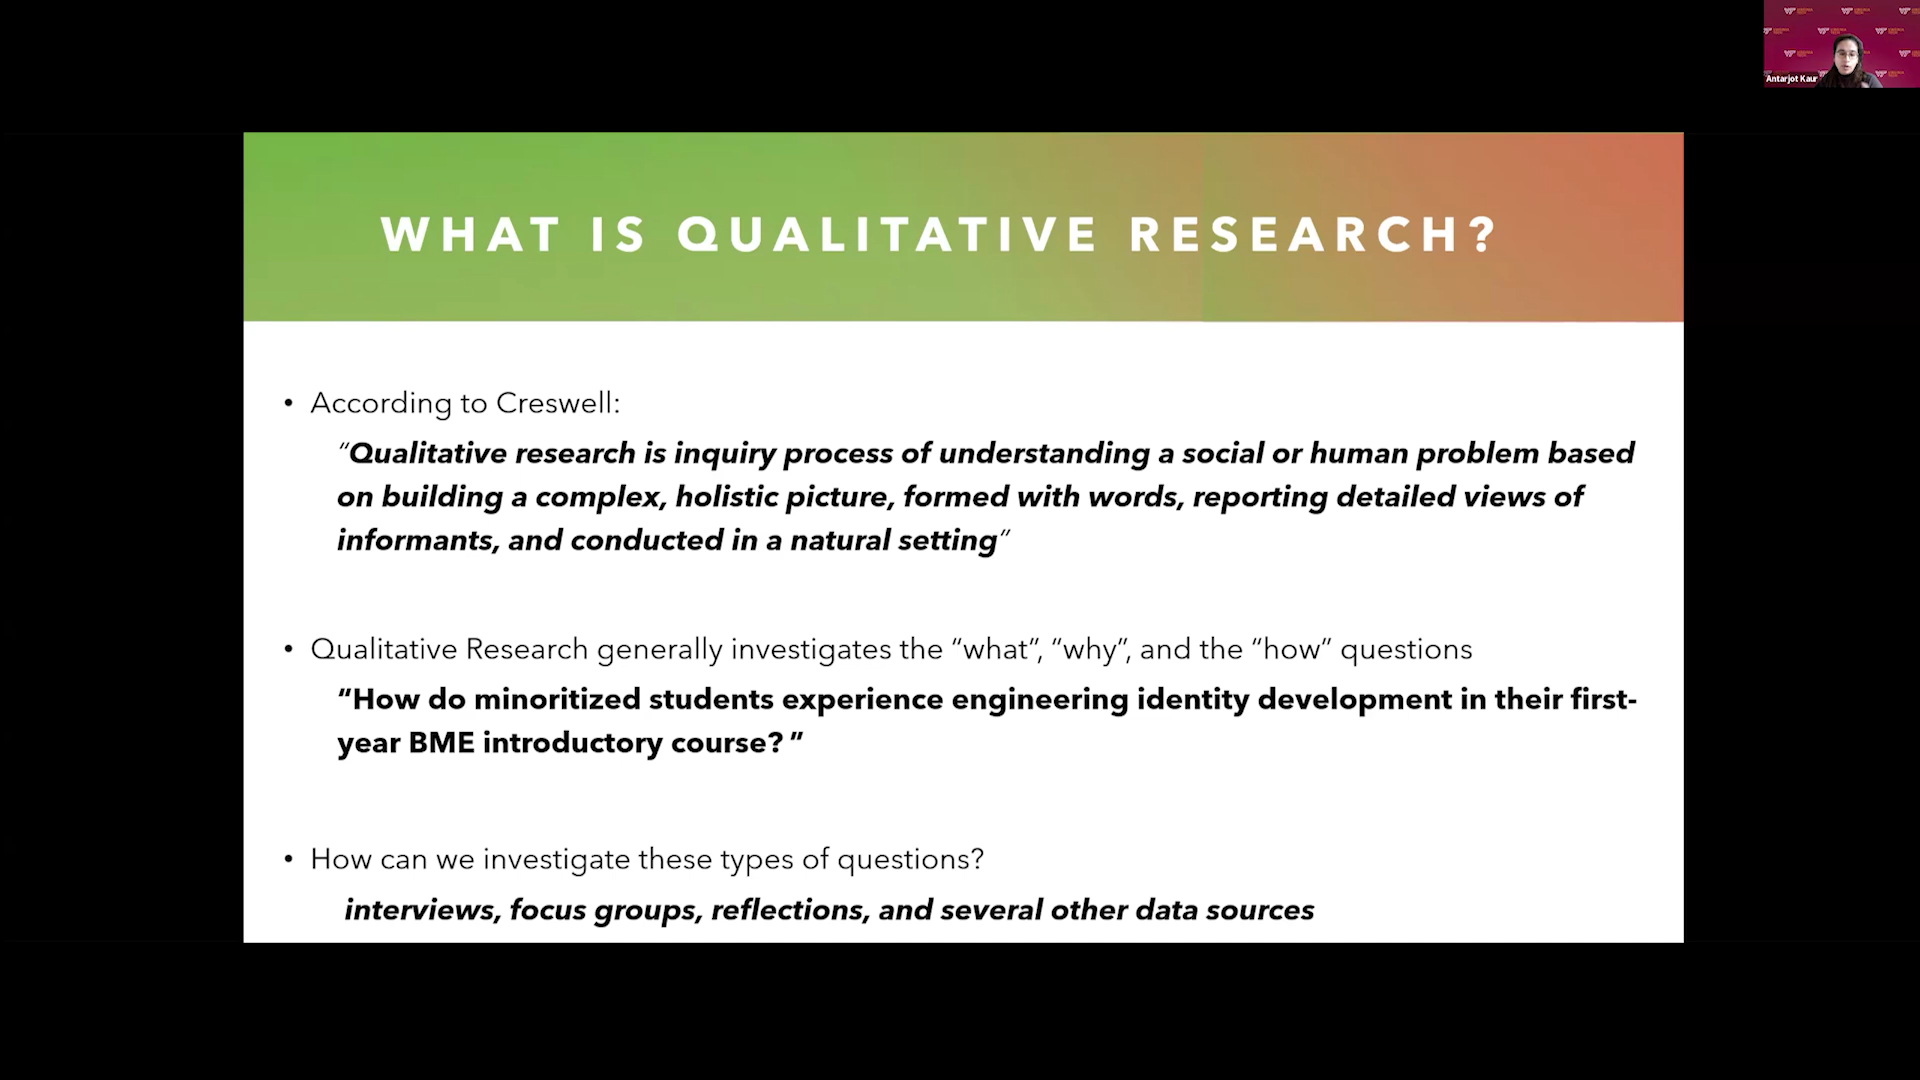 Antarjot Kaur
WHAT IS QUALITATIVE RESEARCH?
• According to Creswell:
“Qualitative research is inquiry process of understanding a social or human problem based
on building a complex, holistic picture, formed with words, reporting detailed views of
informants, and conducted in a natural setting”
• Qualitative Research generally investigates the “what”, “why”, and the “how” questions
“How do minoritized students experience engineering identity development in their first-
year BME introductory course? ”
• How can we investigate these types of questions?
interviews, focus groups, reflections, and several other data sources